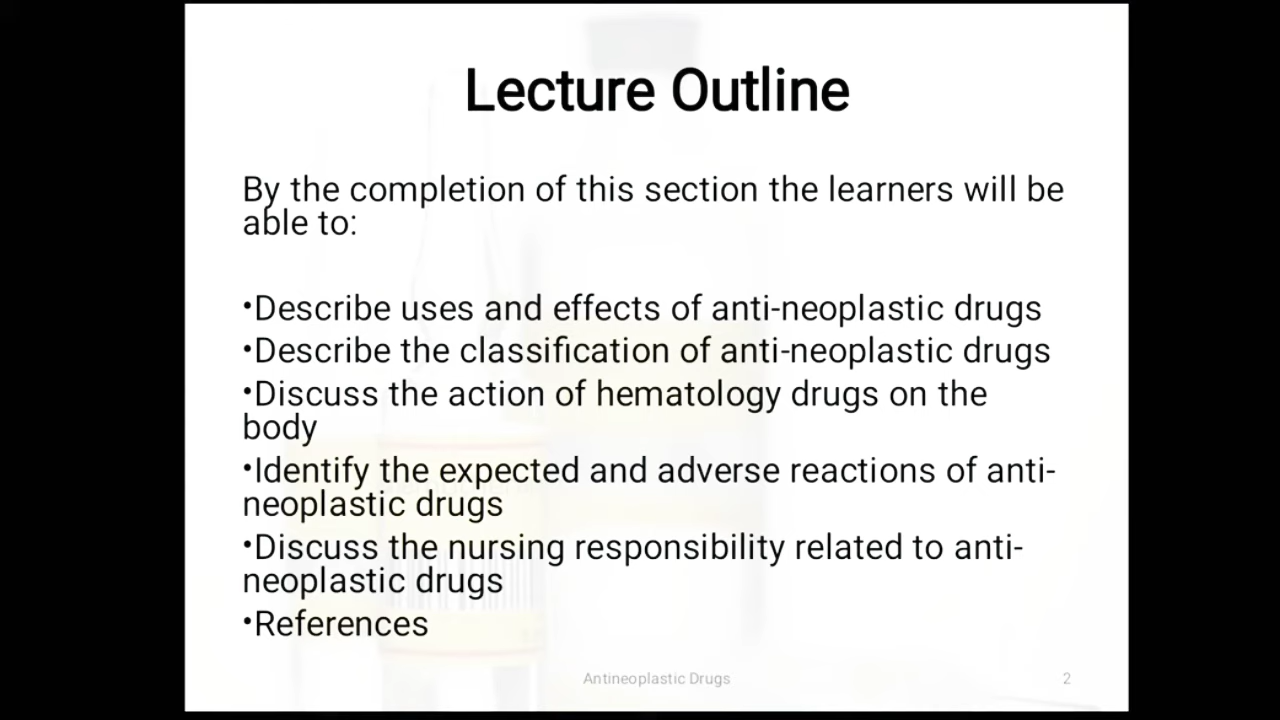 Lecture Outline
By the completion of this section the learners will be
able to:
•Describe uses and effects of anti-neoplastic drugs
•Describe the classification of anti-neoplastic drugs
•Discuss the action of hematology drugs on the
body
•Identify the expected and adverse reactions of anti-
neoplastic drugs
•Discuss the nursing responsibility related to anti-
neoplastic drugs
•References
Antineoplastic Drugs
2